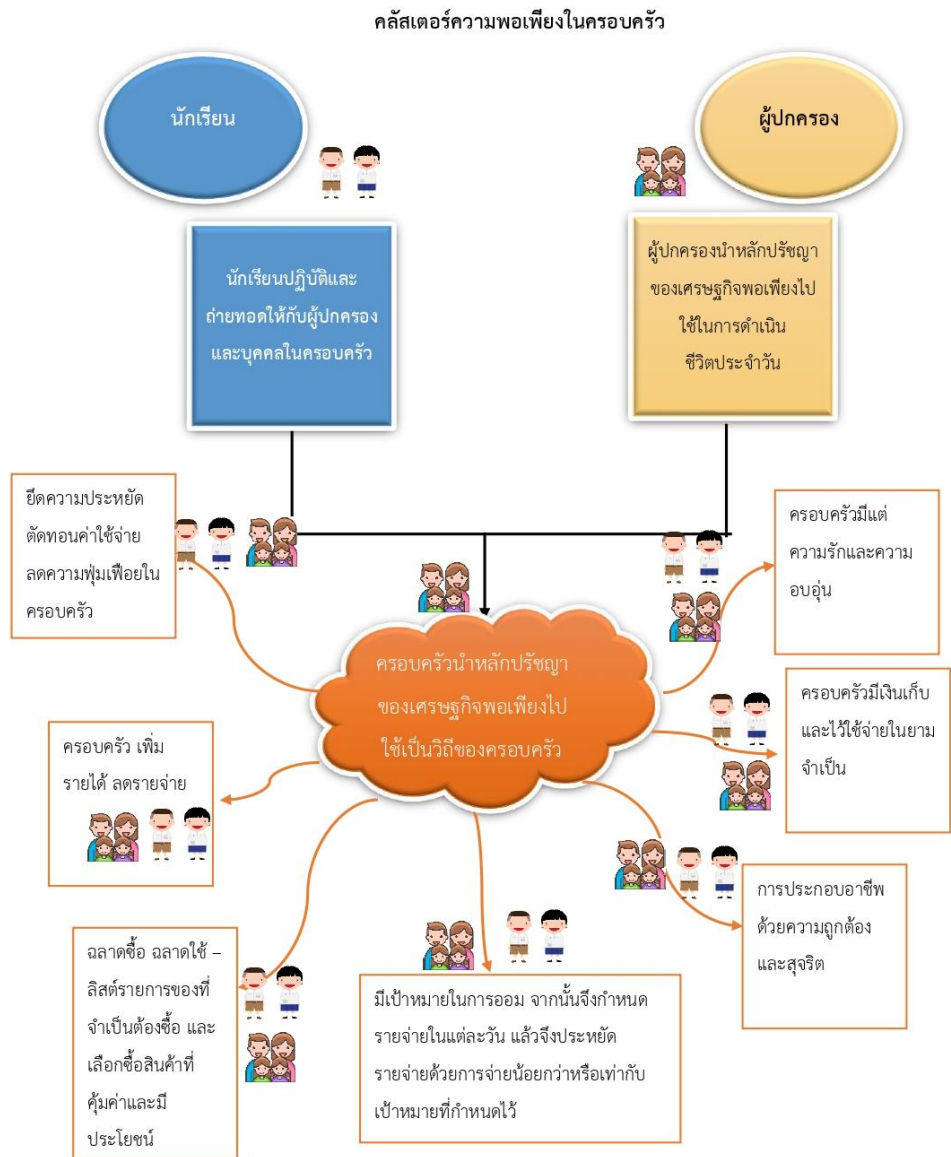 คลัสเตอร์ความพอเพียงในครอบครัว
นักเรียน
ผู้ปกครอง
นักเรียนปฏิบัติและ
ถ่ายทอดให้กับผู้ปกครอง
และบุคคลในครอบครัว
ผู้ปกครองนำหลักปรัชญา
ของเศรษฐกิจพอเพียงไป
ใช้ในการดำเนิน
ชีวิตประจำวัน
ยึดความประหยัด
ตัดทอนค่าใช้จ่าย
ลดความฟุ่มเฟือยใน
ครอบครัว
ครอบครัวมีแต่
ความรักและความ
อบอุ่น
ครอบครัวนำหลักปรัชญา
ของเศรษฐกิจพอเพียงไป
ใช้เป็นวิถีของครอบครัว
ครอบครัวมีเงินเก็บ
และไว้ใช้จ่ายในยาม
จำเป็น
ครอบครัว เพิ่ม
รายได้ ลดรายจ่าย
การประกอบอาชีพ
ด้วยความถูกต้อง
และสุจริต
ฉลาดซื้อ ฉลาดใช้ –
ลิสต์รายการของที่
จำเป็นต้องซื้อ และ
เลือกซื้อสินค้าที่
คุ้มค่าและมี
ประโยชน์
มีเป้าหมายในการออม จากนั้นจึงกำหนด
รายจ่ายในแต่ละวัน แล้วจึงประหยัด
รายจ่ายด้วยการจ่ายน้อยกว่าหรือเท่ากับ
เป้าหมายที่กำหนดไว้